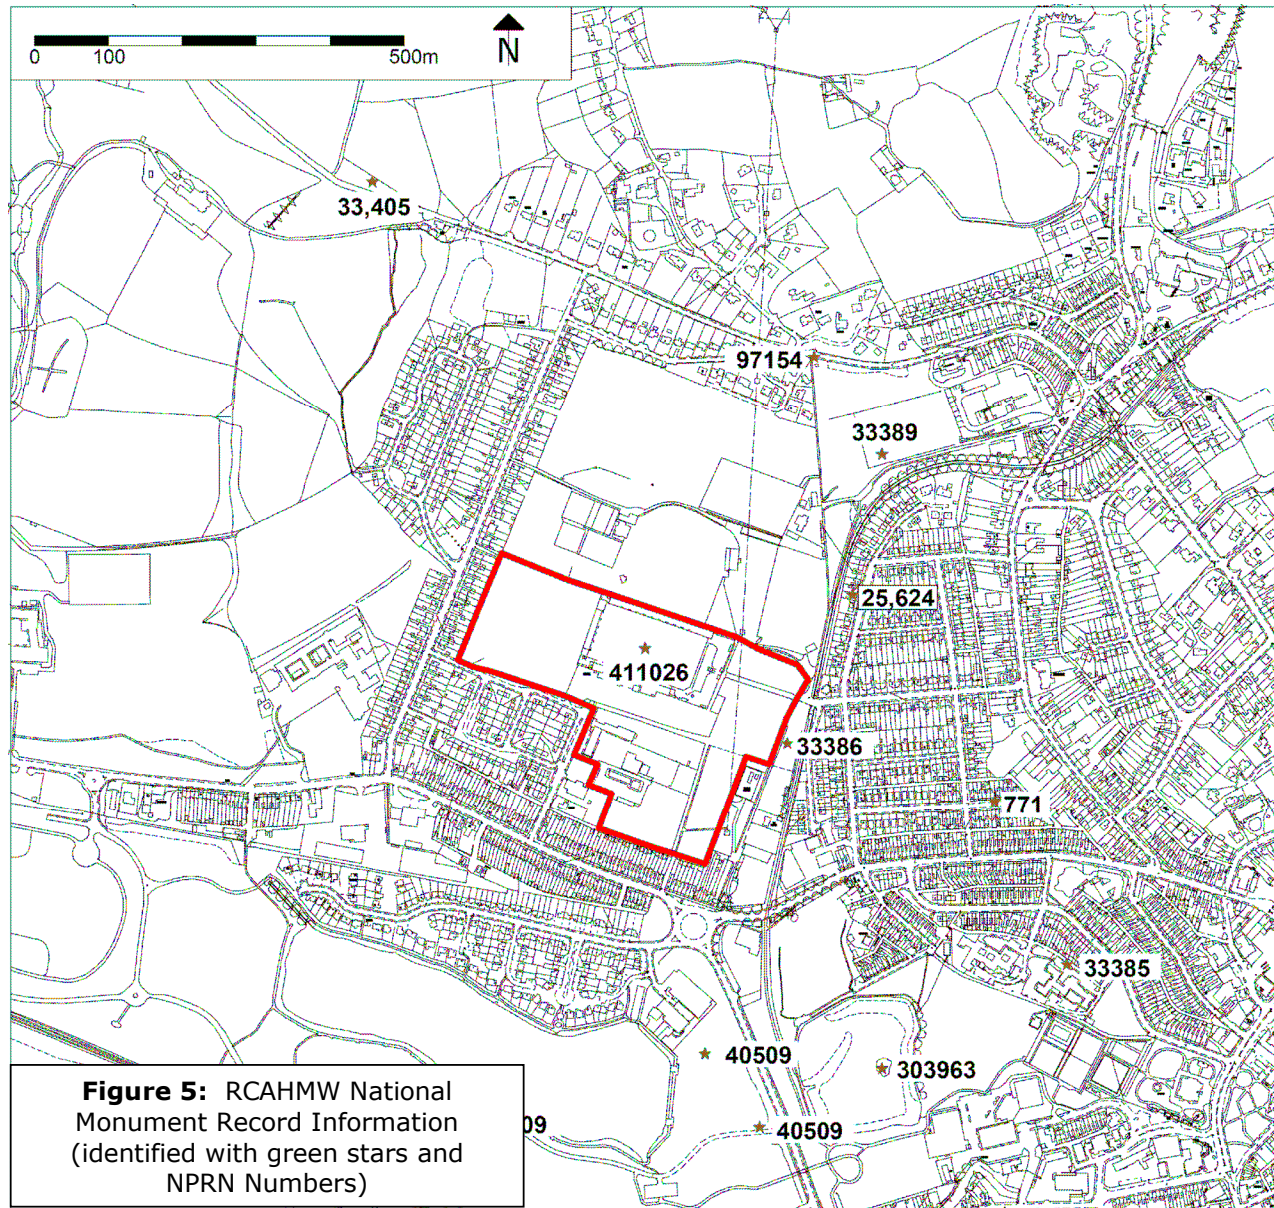 0 100 500m
N
33,405
97154
33389
25,624
411026
33386
771
33385
40509
303963
40509
09
Figure 5: RCAHMW National
Monument Record Information
(identified with green stars and
NPRN Numbers)